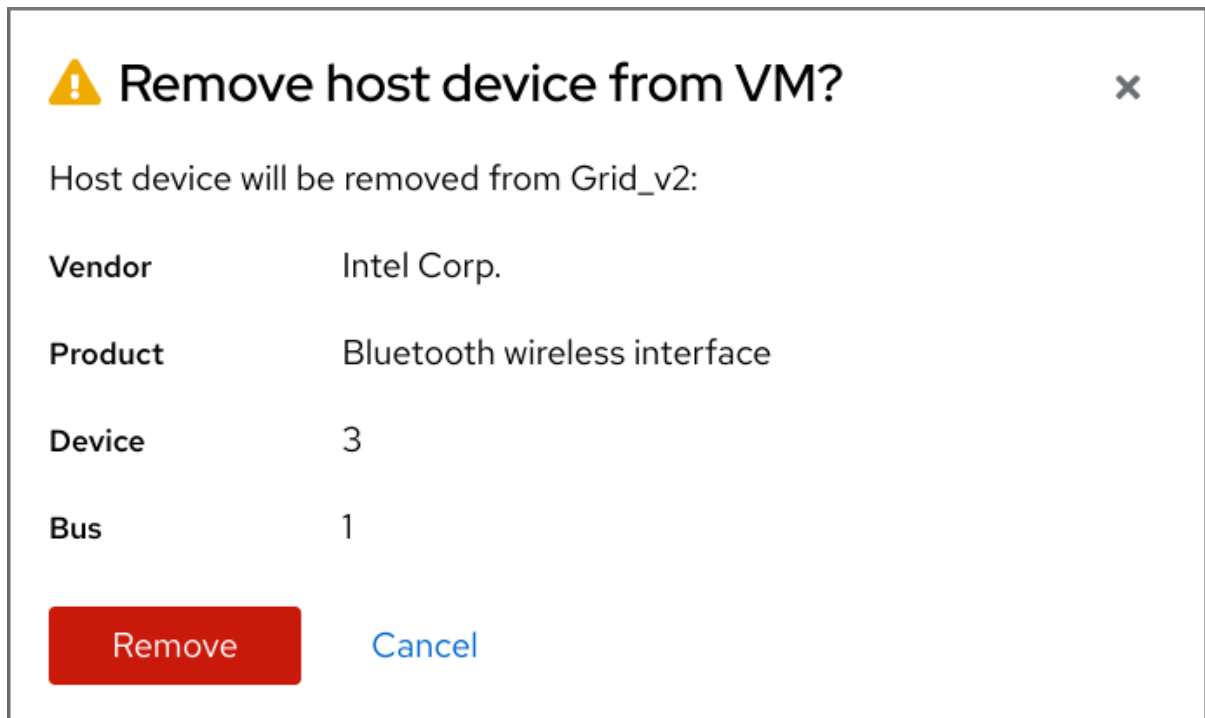 Remove host device from VM?
Host device will be removed from Grid_v2:
Vendor Intel Corp.
Product Bluetooth wireless interface
Device 3
Bus 1
Remove Cancel